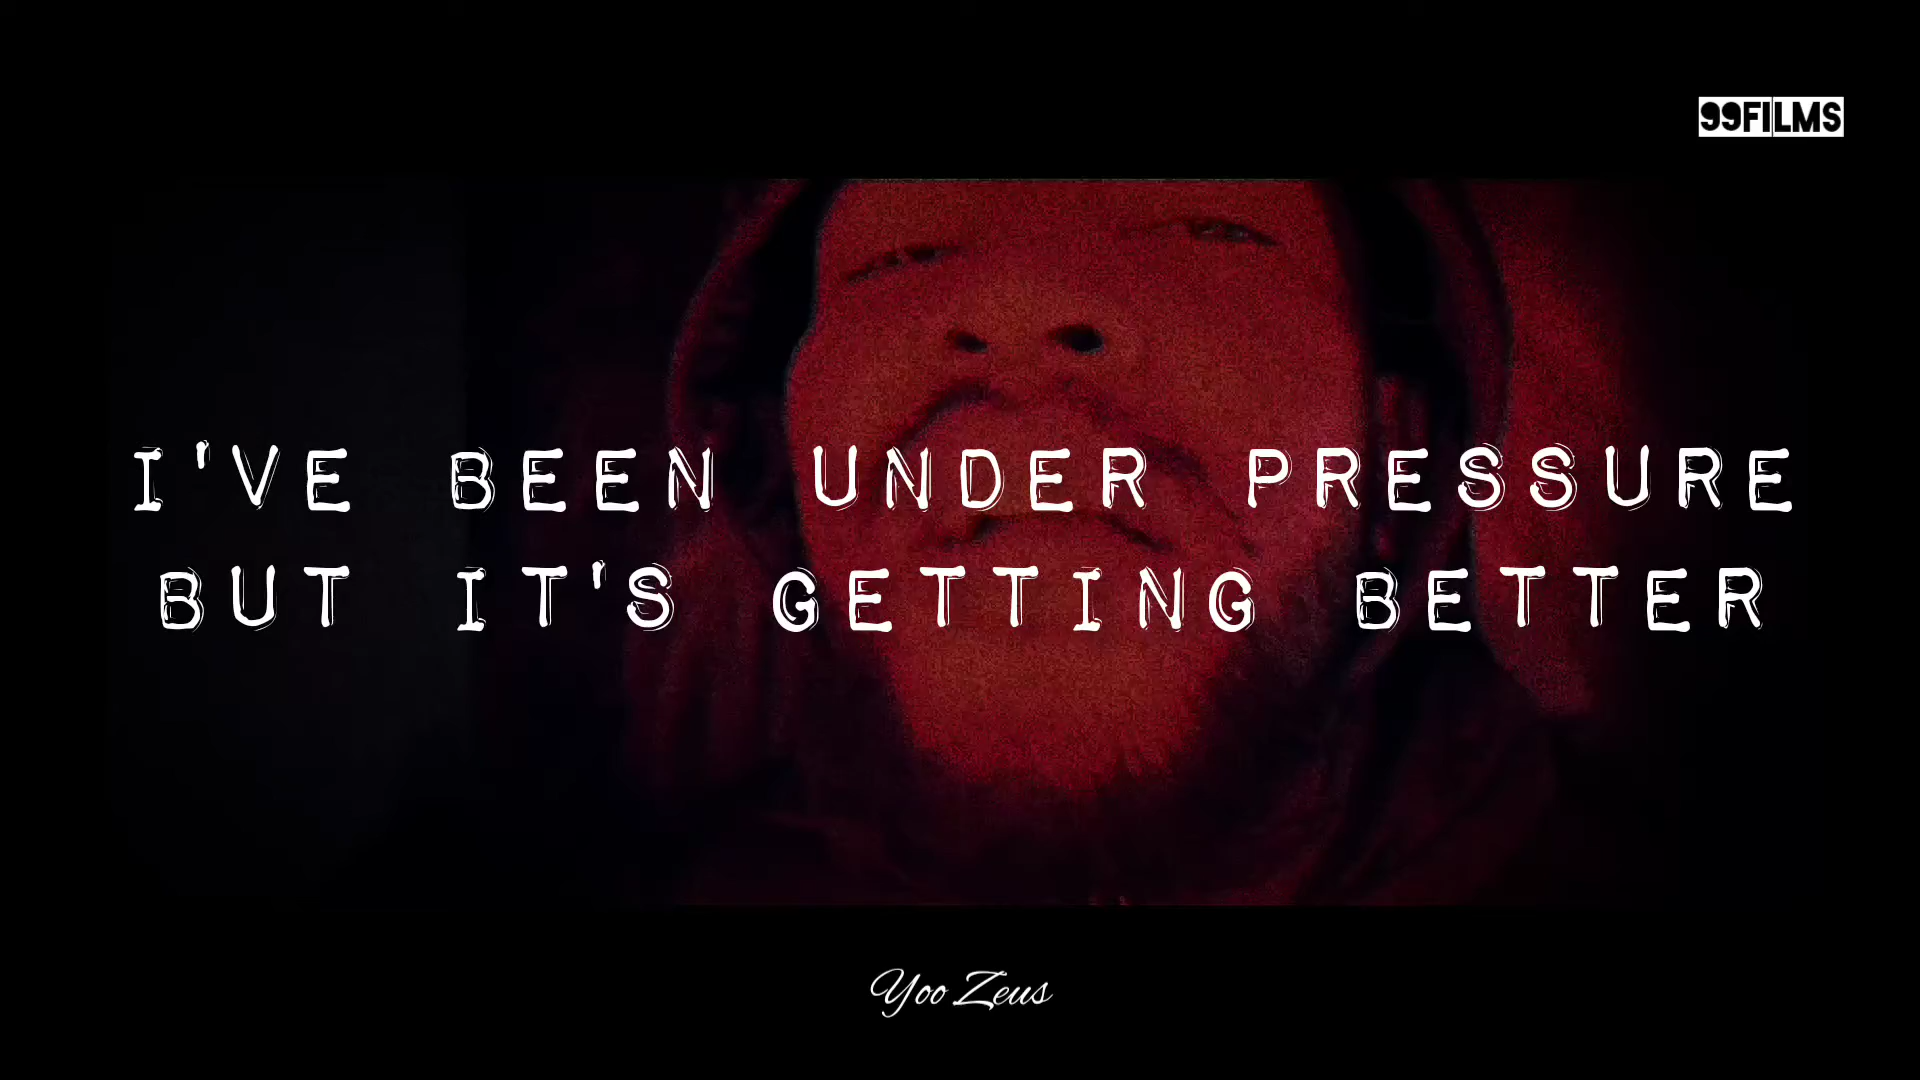 99FILMS
I'VE BEEN UNDER PRESSURE
BUT IT'S GETTING BETTER
Yoo Zeus